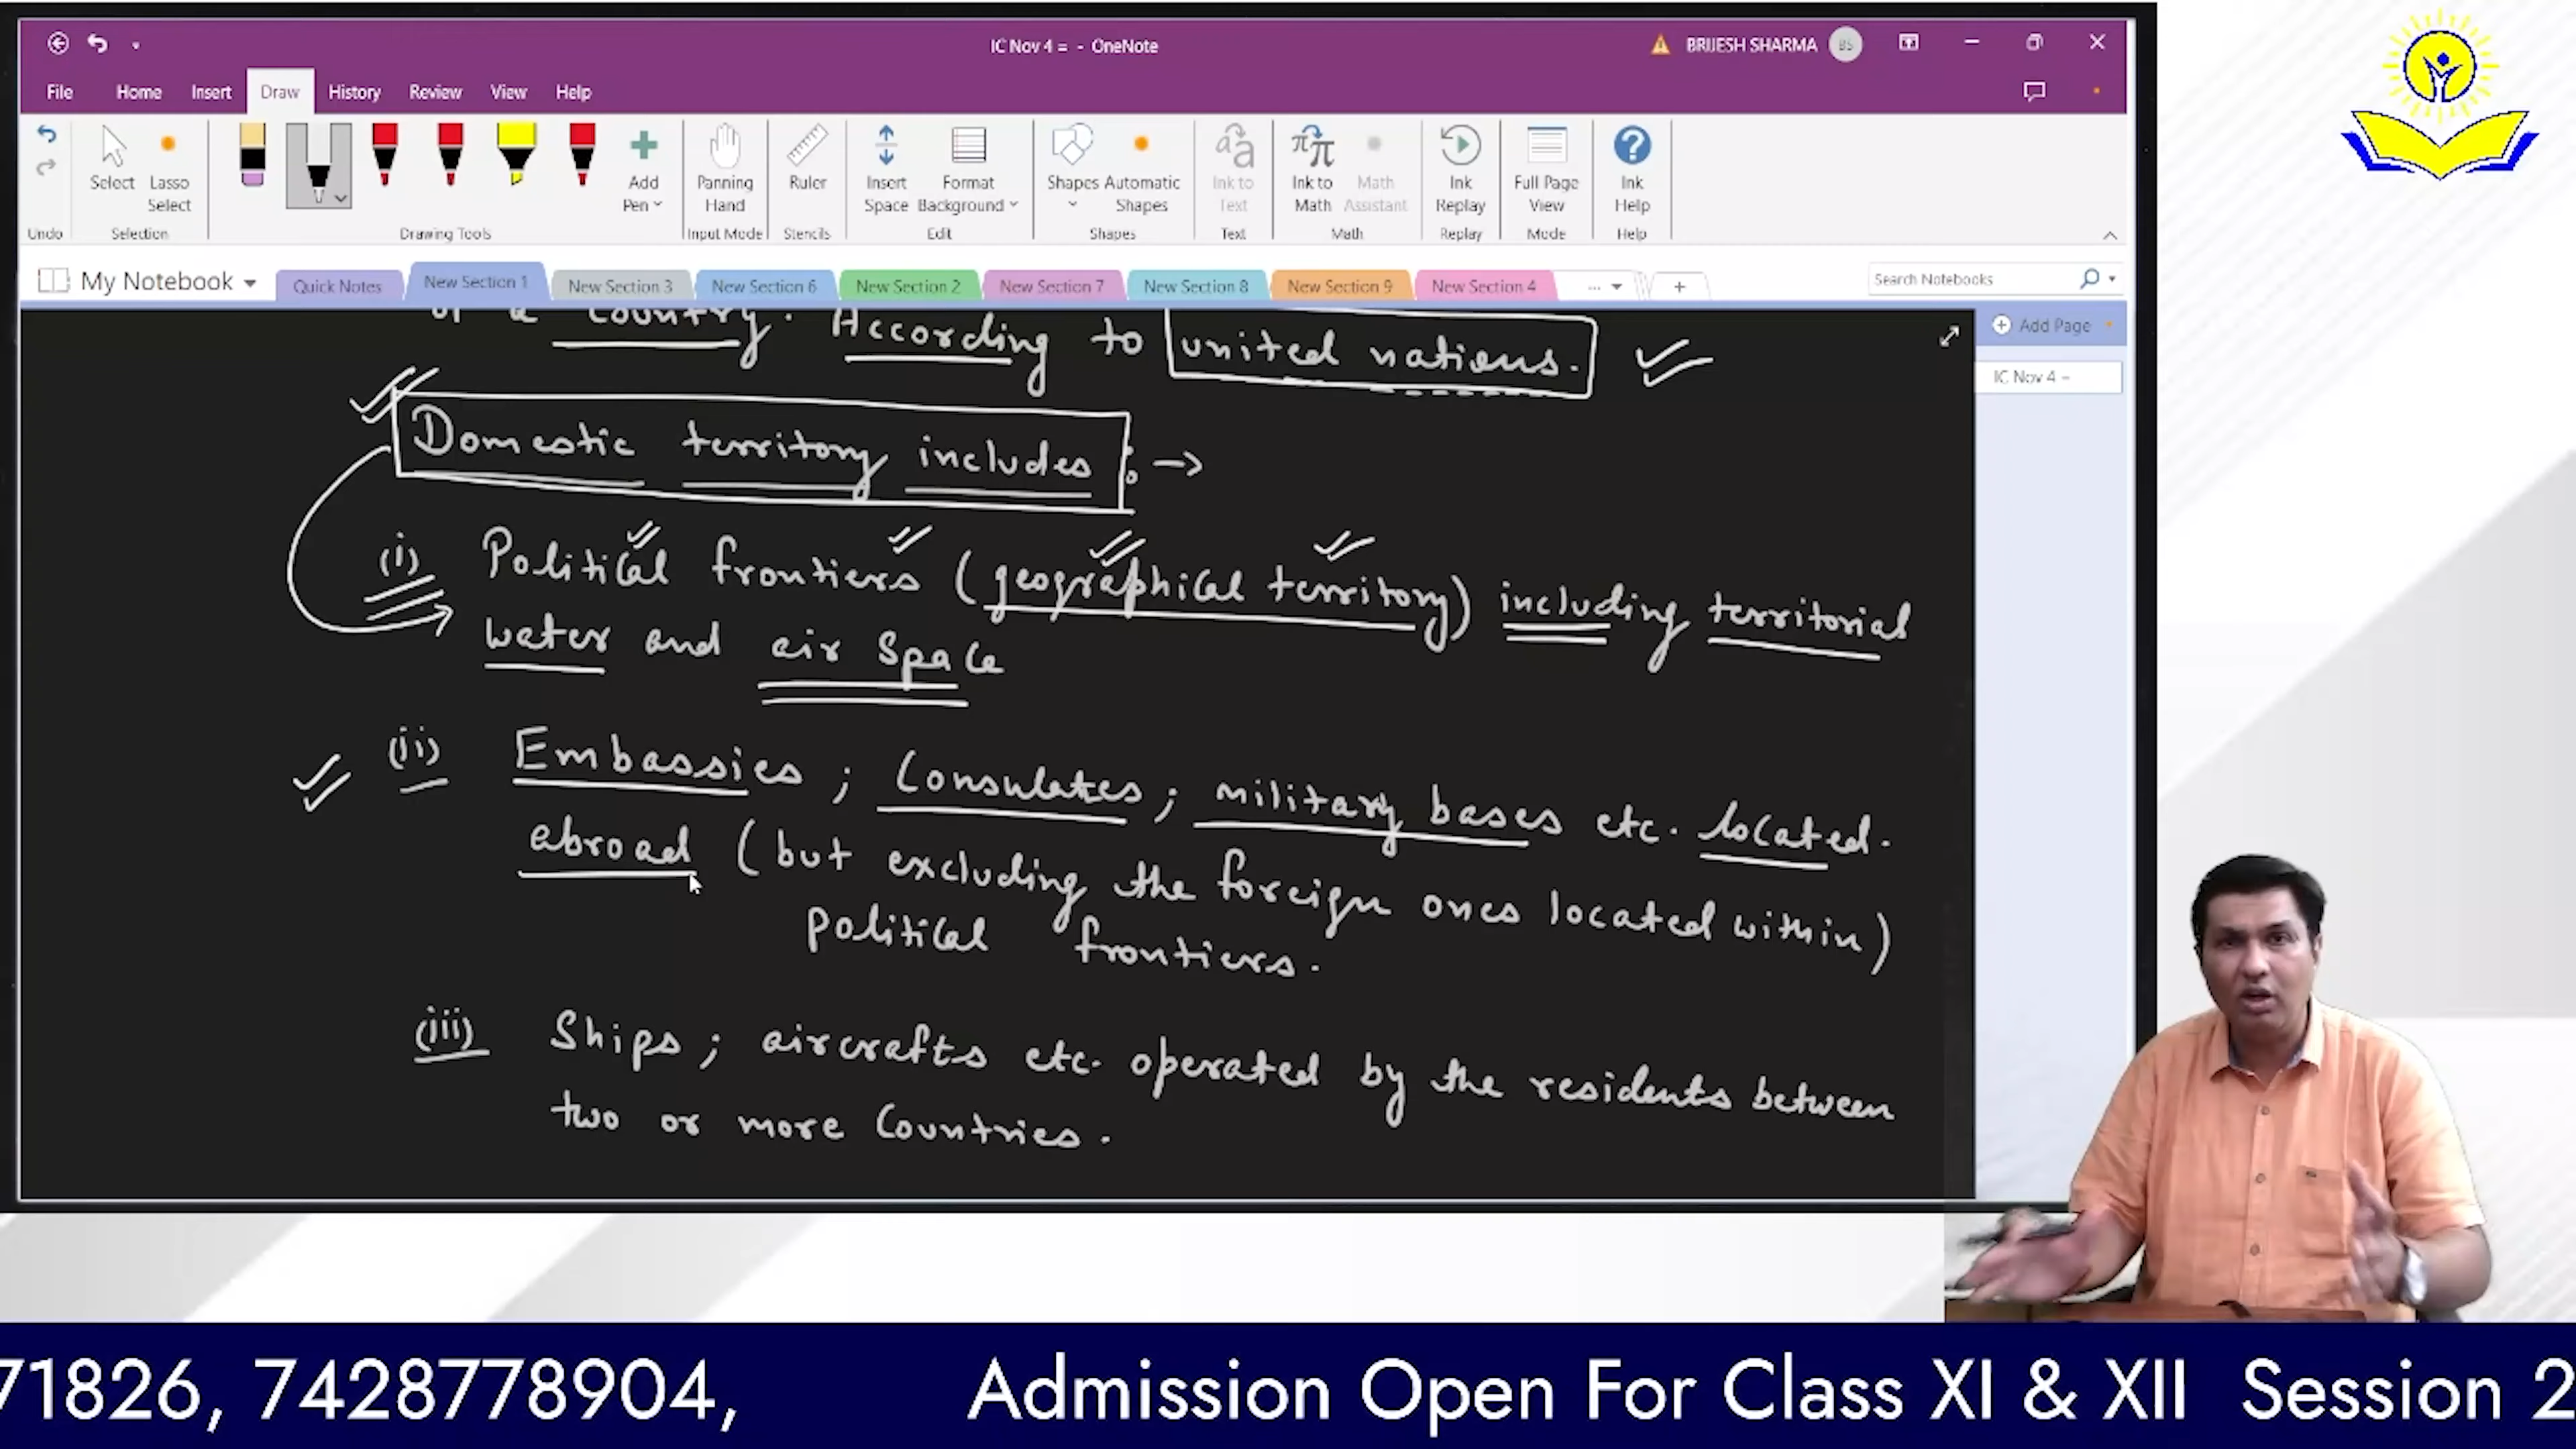 IC Nov 4 = - OneNote
BRIJESH SHARMA BS
File Home Insert Draw History Review View Help
Undo
Select Lasso Select
Selection
Drawing Tools
Add Pen
Panning Hand
Input Mode
Ruler
Stencils
Insert Space
Format Background
Edit
Shapes
Automatic Shapes
Shapes
Ink to Text
Text
Ink to Math
Math Assistant
Math
Ink Replay
Replay
Full Page View
Mode
Ink Help
Help
My Notebook Quick Notes New Section 1 New Section 3 New Section 6 New Section 2 New Section 7 New Section 8 New Section 9 New Section 4 ... + Search Notebooks
Add Page
IC Nov 4 =
of a country. According to united nations.
Domestic territory includes :→
(i) Political frontiers (geographical territory) including territorial
water and air space
(ii) Embassies ; Consulates ; military bases etc. located.
abroad (but excluding the foreign ones located within)
political frontiers.
(iii) Ships ; aircrafts etc. operated by the residents between
two or more Countries.
71826, 7428778904, Admission Open For Class XI & XII Session 2